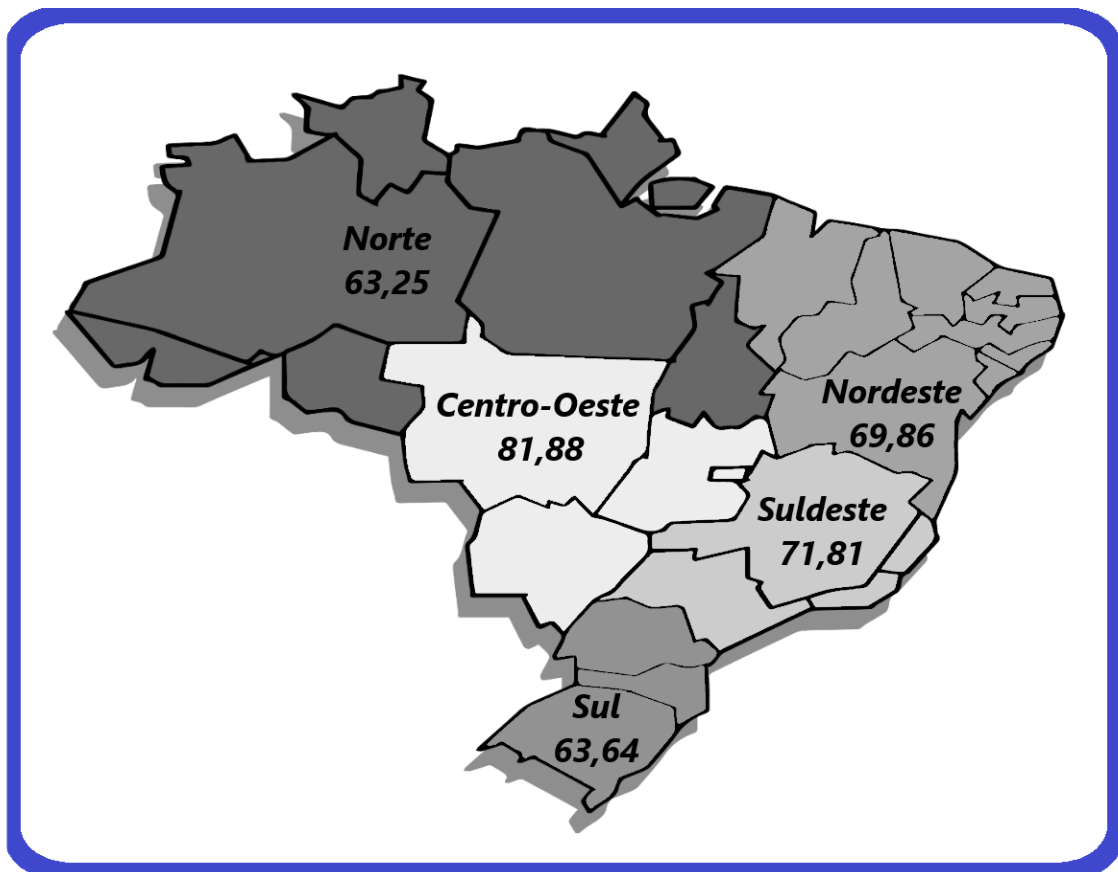 Norte
63,25
Centro-Oeste
81,88
Nordeste
69,86
Suldeste
71,81
Sul
63,64